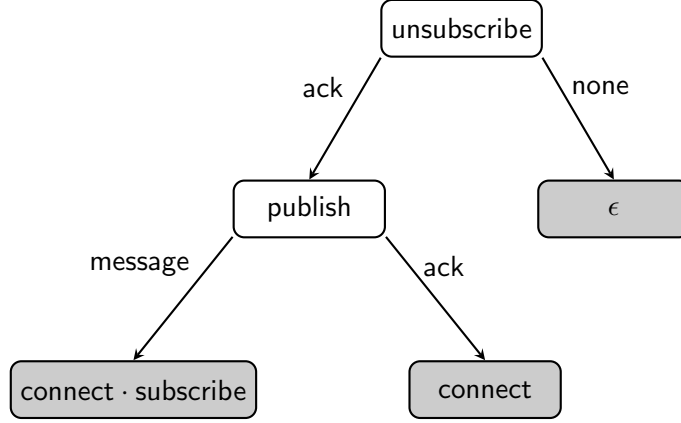 unsubscribe
ack
none
publish
ϵ
message
ack
connect · subscribe
connect